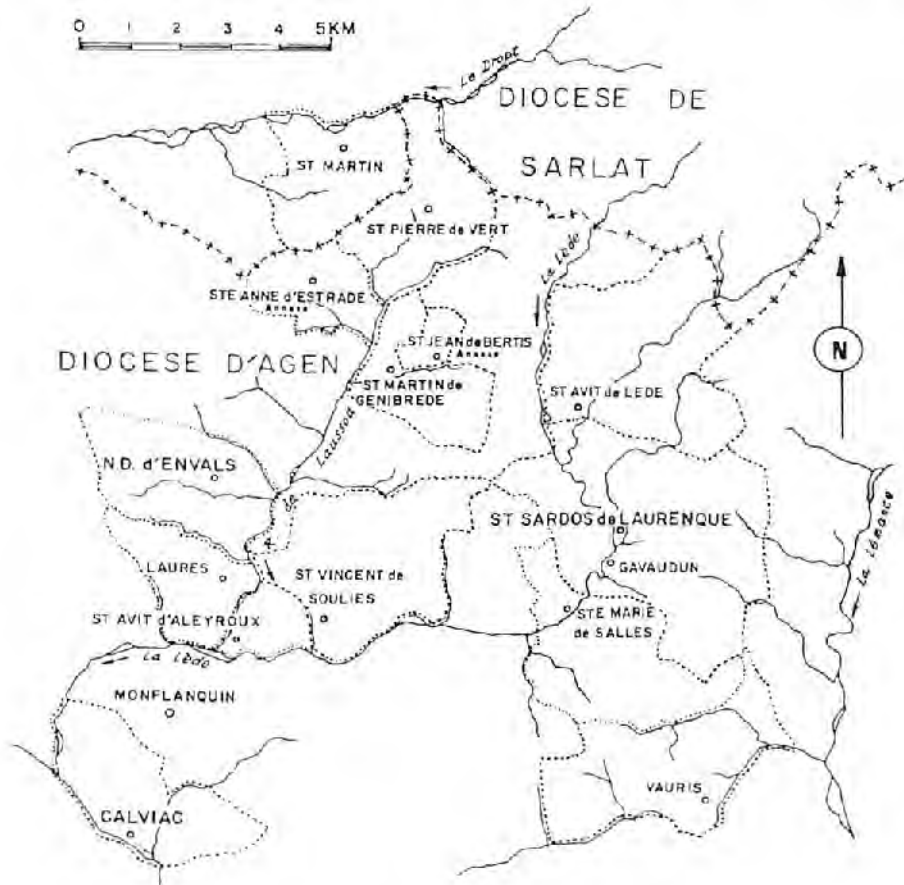 0 1 2 3 4 5KM
Le Dropt
DIOCESE DE
SARLAT
ST MARTIN
ST PIERRE de VERT
La Lède
STE ANNE d'ESTRADE
Annexe
ST JEAN de BERTIS
Annexe
N
DIOCESE D'AGEN
ST MARTIN de
GENIBREDE
ST AVIT de LEDE
Laussou
N.D. d'ENVALS
de
ST SARDOS de LAURENQUE
GAVAUDUN
LAURES
ST VINCENT de
SOULIES
STE MARIE
de SALLES
ST AVIT d'ALEYROUX
La Lède
MONFLANQUIN
VAURIS
CALVIAC